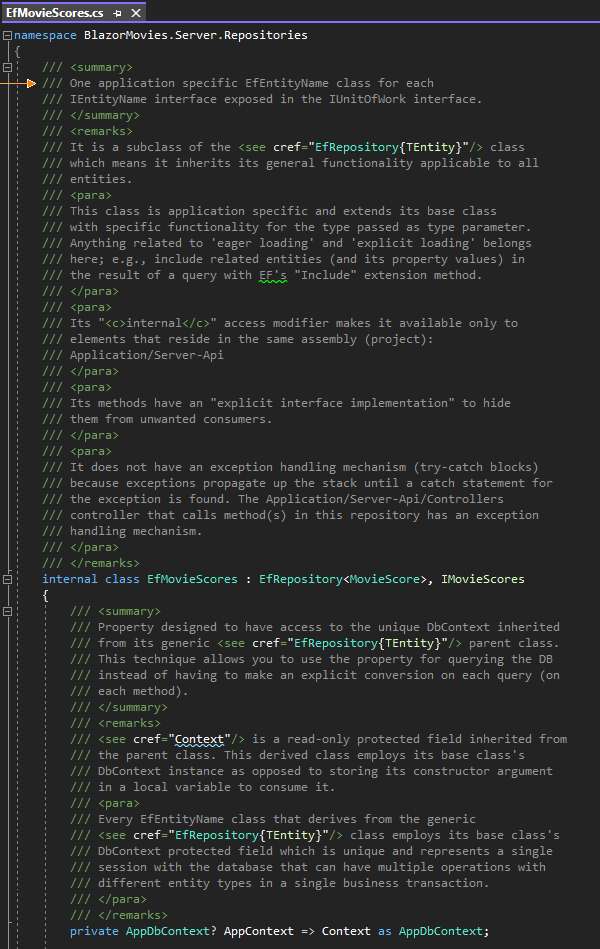 EfMovieScores.cs
namespace BlazorMovies.Server.Repositories
{
/// <summary>
/// One application specific EfEntityName class for each
/// IEntityName interface exposed in the IUnitOfWork interface.
/// </summary>
/// <remarks>
/// It is a subclass of the <see cref="EfRepository{TEntity}"/> class
/// which means it inherits its general functionality applicable to all
/// entities.
/// <para>
/// This class is application specific and extends its base class
/// with specific functionality for the type passed as type parameter.
/// Anything related to 'eager loading' and 'explicit loading' belongs
/// here; e.g., include related entities (and its property values) in
/// the result of a query with EF's "Include" extension method.
/// </para>
/// <para>
/// Its "<c>internal</c>" access modifier makes it available only to
/// elements that reside in the same assembly (project):
/// Application/Server-Api
/// </para>
/// <para>
/// Its methods have an "explicit interface implementation" to hide
/// them from unwanted consumers.
/// </para>
/// <para>
/// It does not have an exception handling mechanism (try-catch blocks)
/// because exceptions propagate up the stack until a catch statement for
/// the exception is found. The Application/Server-Api/Controllers
/// controller that calls method(s) in this repository has an exception
/// handling mechanism.
/// </para>
/// </remarks>
internal class EfMovieScores : EfRepository<MovieScore>, IMovieScores
{
/// <summary>
/// Property designed to have access to the unique DbContext inherited
/// from its generic <see cref="EfRepository{TEntity}"/> parent class.
/// This technique allows you to use the property for querying the DB
/// instead of having to make an explicit conversion on each query (on
/// each method).
/// </summary>
/// <remarks>
/// <see cref="Context"/> is a read-only protected field inherited from
/// the parent class. This derived class employs its base class's
/// DbContext instance as opposed to storing its constructor argument
/// in a local variable to consume it.
/// <para>
/// Every EfEntityName class that derives from the generic
/// <see cref="EfRepository{TEntity}"/> class employs its base class's
/// DbContext protected field which is unique and represents a single
/// session with the database that can have multiple operations with
/// different entity types in a single business transaction.
/// </para>
/// </remarks>
private AppDbContext? AppContext => Context as AppDbContext;